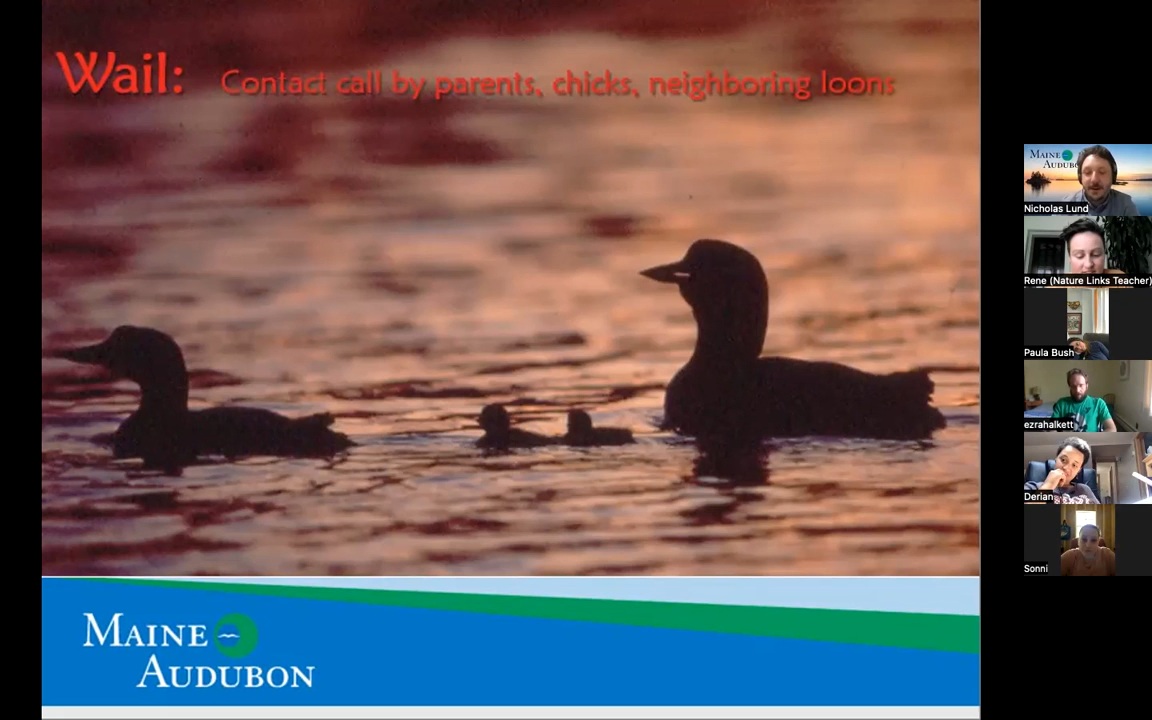 Wail: Contact call by parents, chicks, neighboring loons
MAINE
AUDUBON
MAINE
AUDUBO
Nicholas Lund
Rene (Nature Links Teacher)
Paula Bush
ezrahalkett
Derian
Sonni